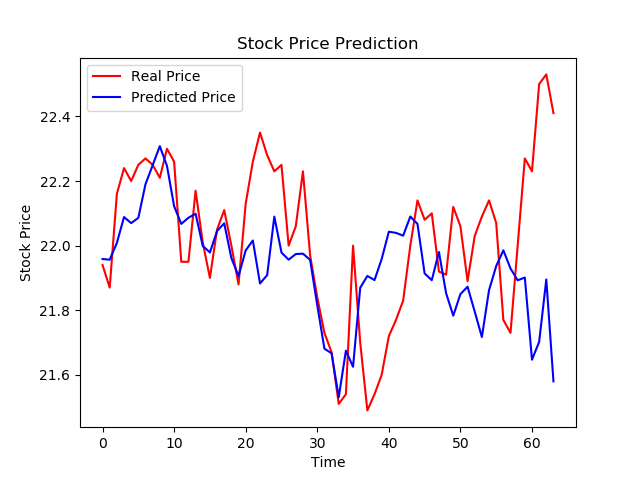 Stock Price Prediction
Real Price
Predicted Price
Stock Price
22.4
22.2
22.0
21.8
21.6
0 10 20 30 40 50 60
Time